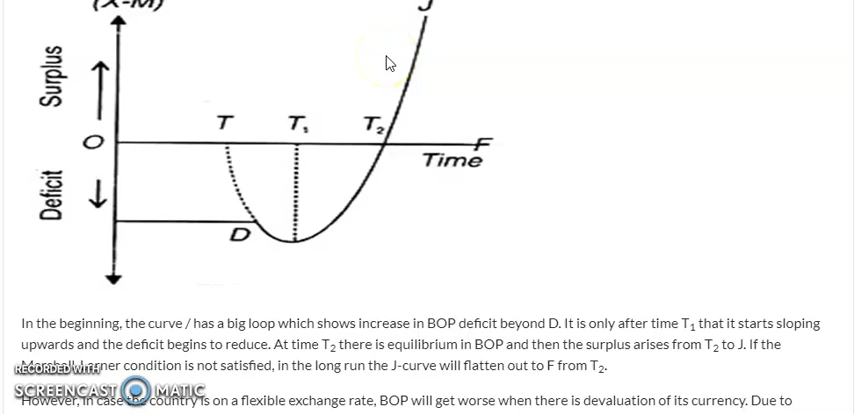 (X-M)
J
Surplus
T T₁ T₂
O F
Time
Deficit
D
In the beginning, the curve / has a big loop which shows increase in BOP deficit beyond D. It is only after time T₁ that it starts sloping
upwards and the deficit begins to reduce. At time T₂ there is equilibrium in BOP and then the surplus arises from T₂ to J. If the
condition is not satisfied, in the long run the J-curve will flatten out to F from T₂.
RECORDED WITH
SCREENCAST MATIC
However, in case the country is on a flexible exchange rate, BOP will get worse when there is devaluation of its currency. Due to